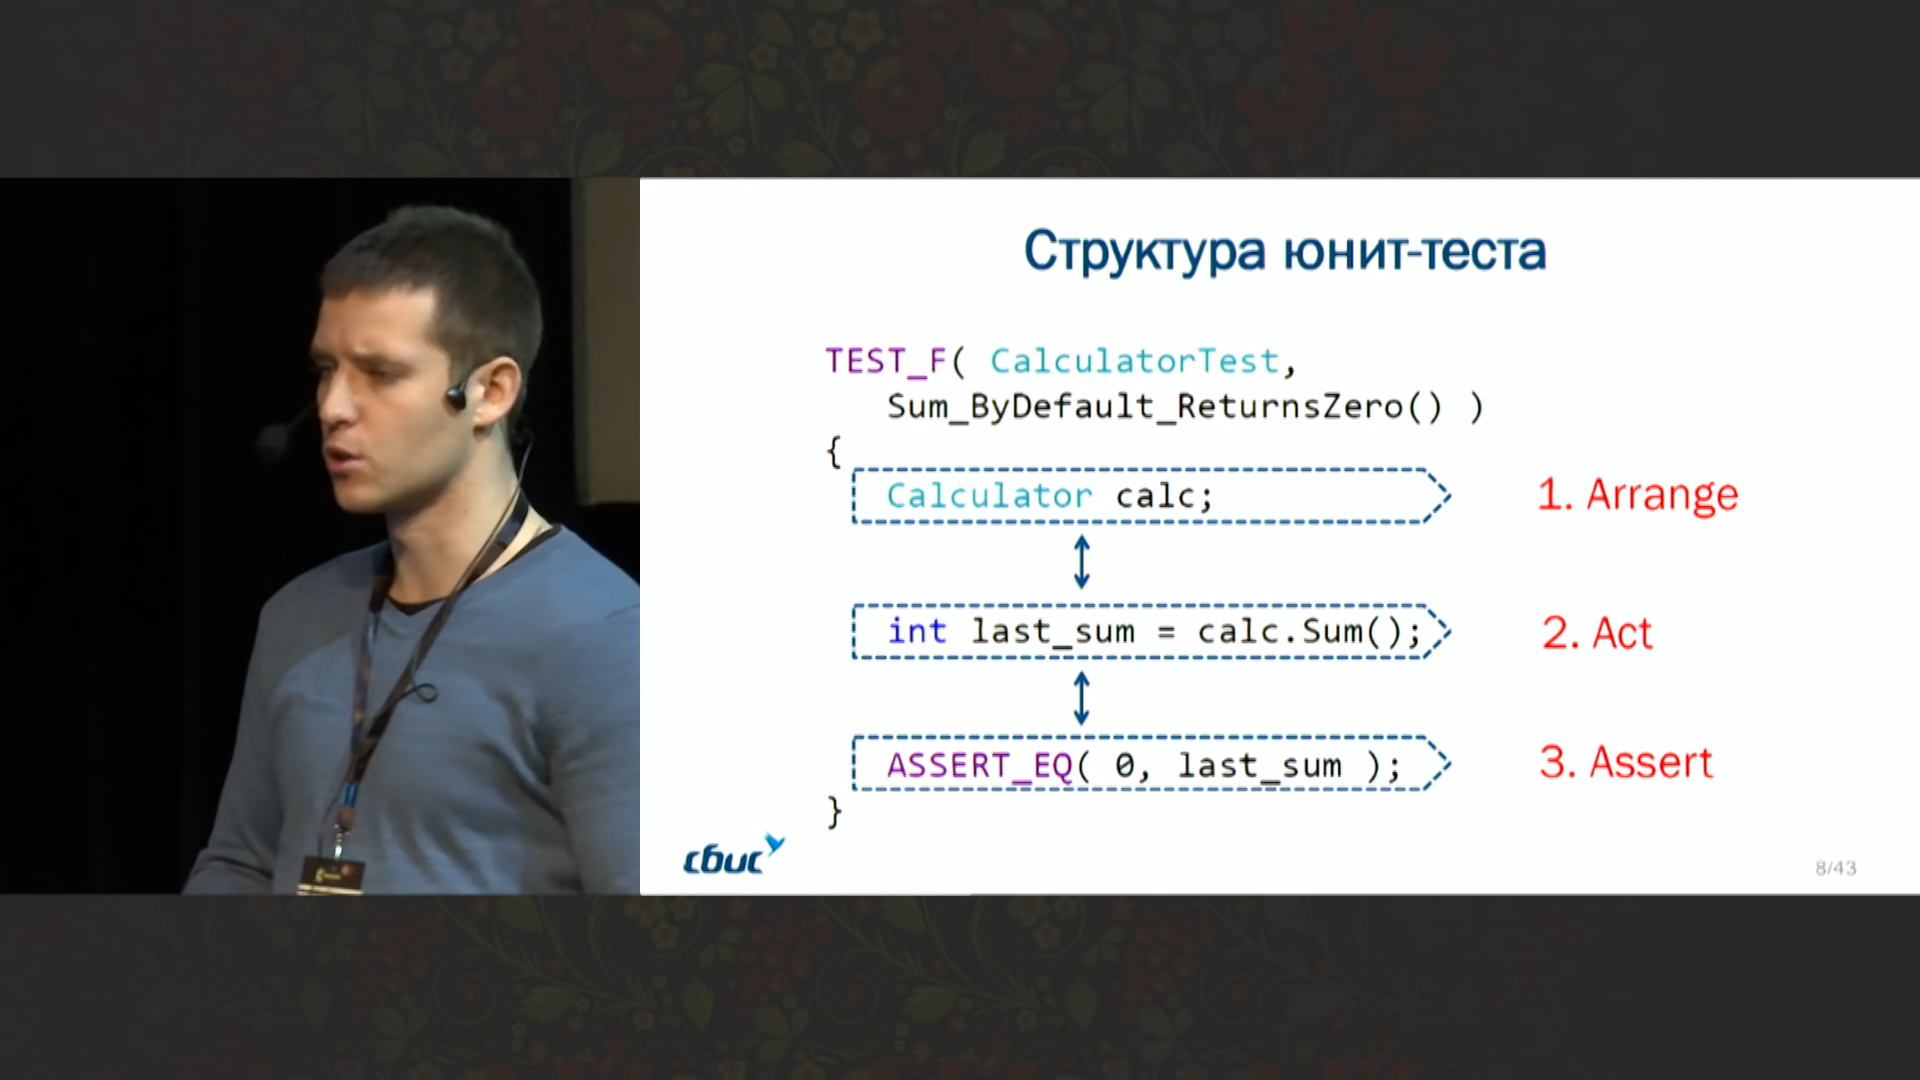 Структура юнит-теста
TEST_F( CalculatorTest,
Sum_ByDefault_ReturnsZero() )
{
Calculator calc;
1. Arrange
int last_sum = calc.Sum();
2. Act
ASSERT_EQ( 0, last_sum );
3. Assert
}
сбис
8/43